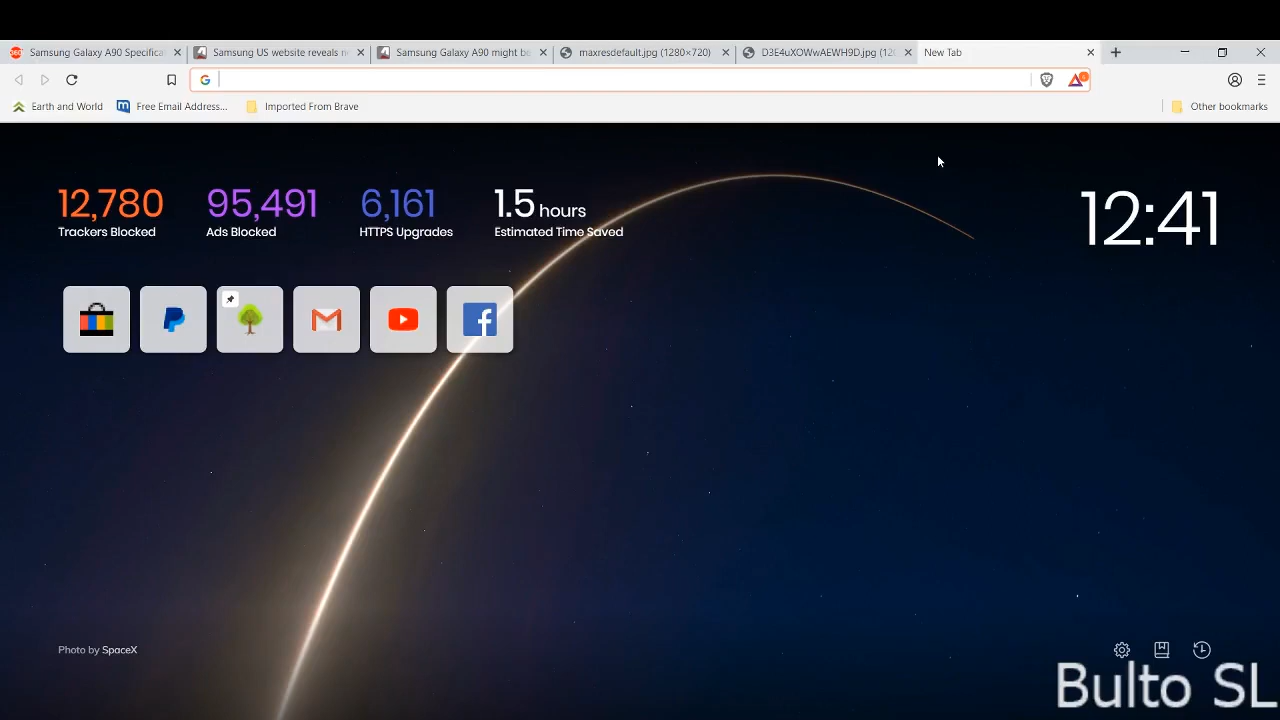 Samsung Galaxy A90 Specifica
Samsung US website reveals n
Samsung Galaxy A90 might be
maxresdefault.jpg (1280×720)
D3E4uXOWwAEWH9D.jpg (12
New Tab
Earth and World
Free Email Address...
Imported From Brave
Other bookmarks
12,780
Trackers Blocked
95,491
Ads Blocked
6,161
HTTPS Upgrades
1.5 hours
Estimated Time Saved
12:41
Photo by SpaceX
Bulto SL